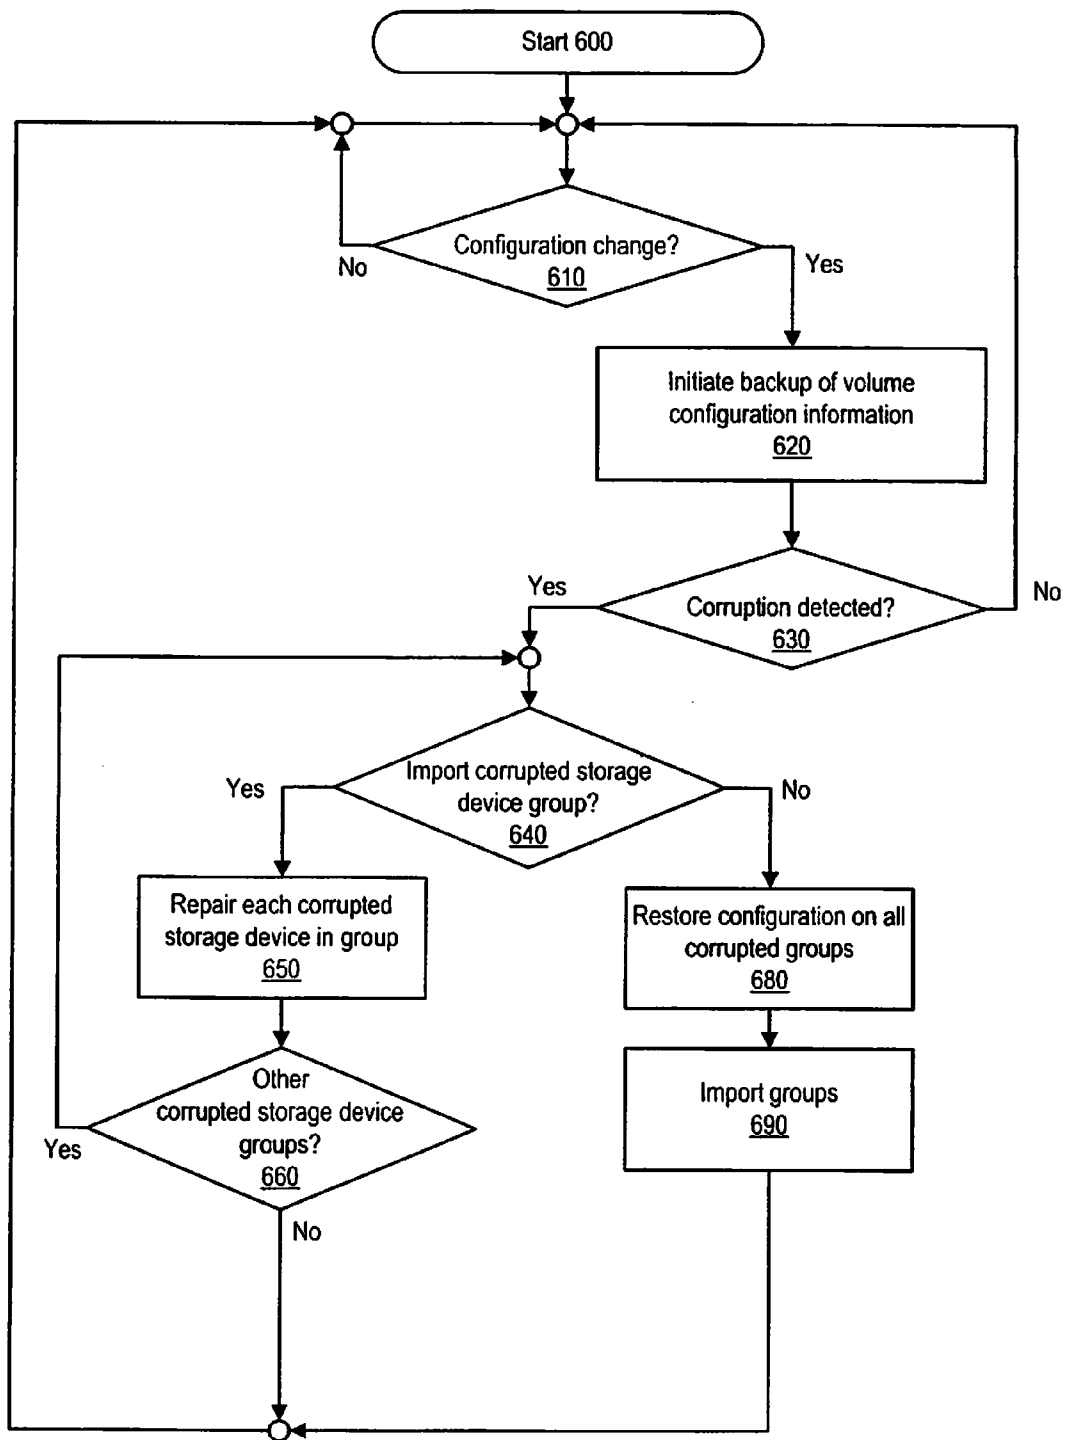 Start 600
Configuration change?
610
No
Yes
Initiate backup of volume
configuration information
620
Yes
Corruption detected?
630
No
Yes
Import corrupted storage
device group?
640
No
Repair each corrupted
storage device in group
650
Restore configuration on all
corrupted groups
680
Other
corrupted storage device
groups?
660
Yes
No
Import groups
690